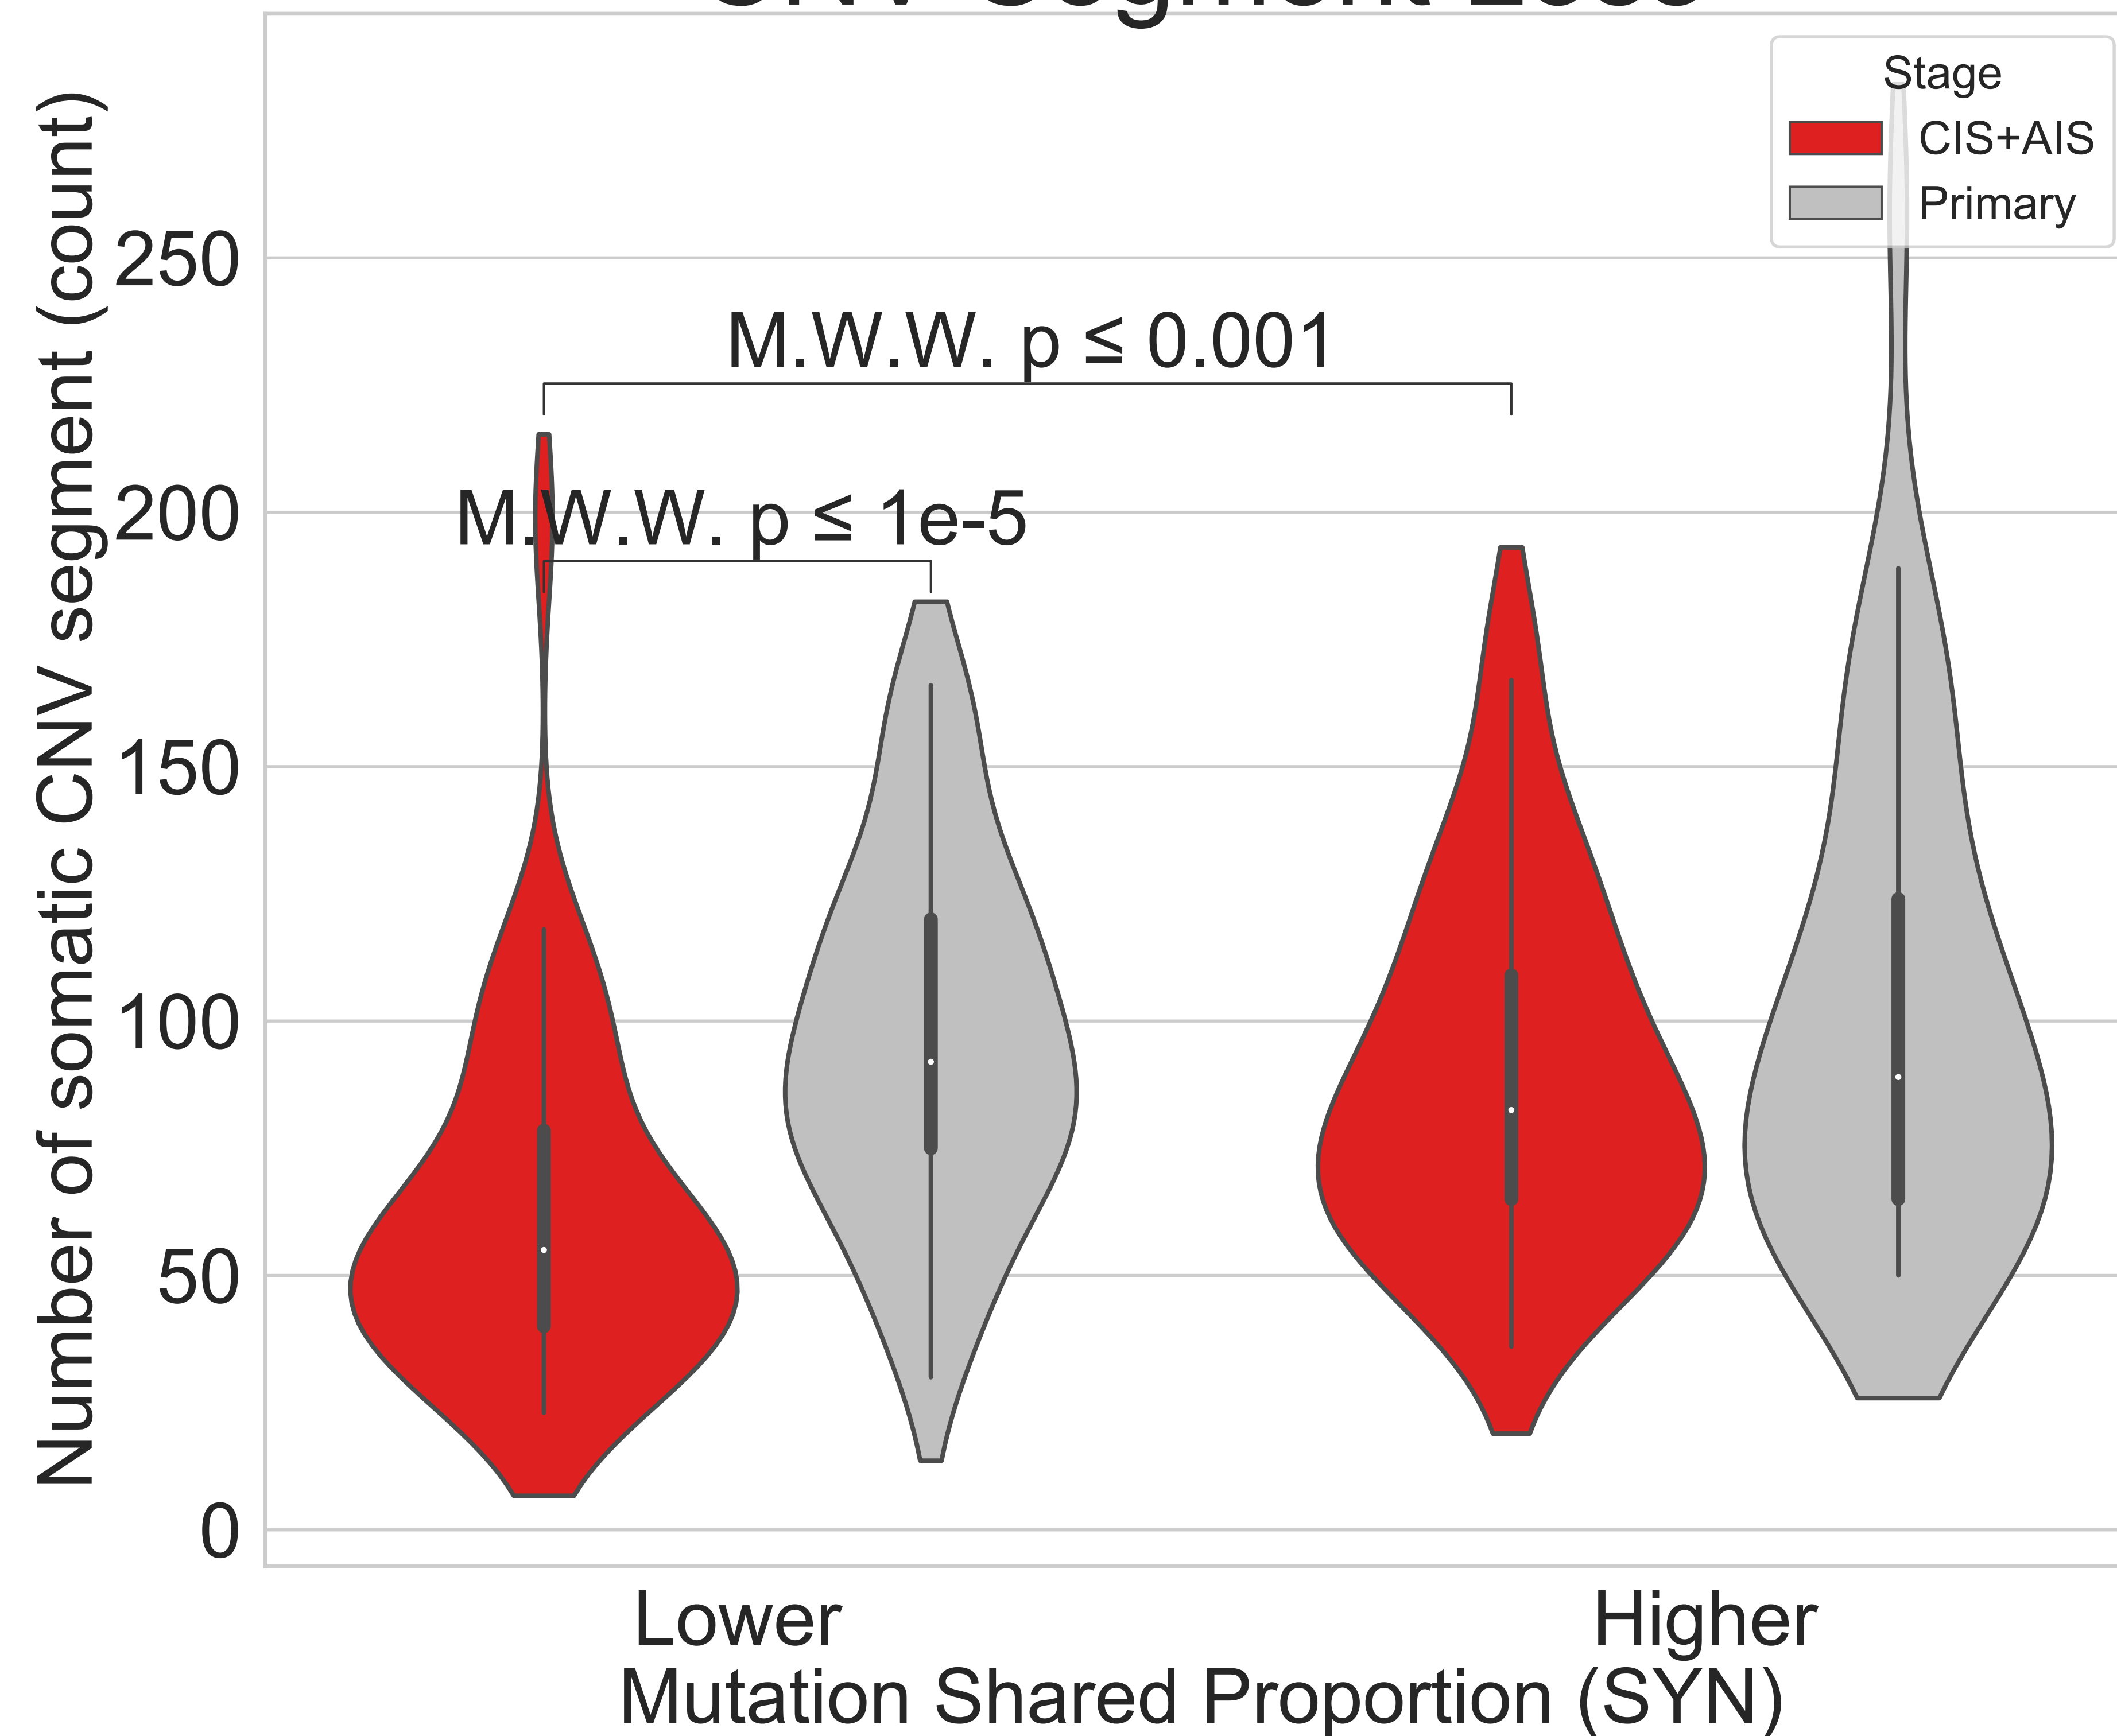 Stage
CIS+AIS
Primary
Number of somatic CNV segment (count)
250
200
150
100
50
0
M.W.W. p ≤ 0.001
M.W.W. p ≤ 1e-5
Lower
Higher
Mutation Shared Proportion (SYN)